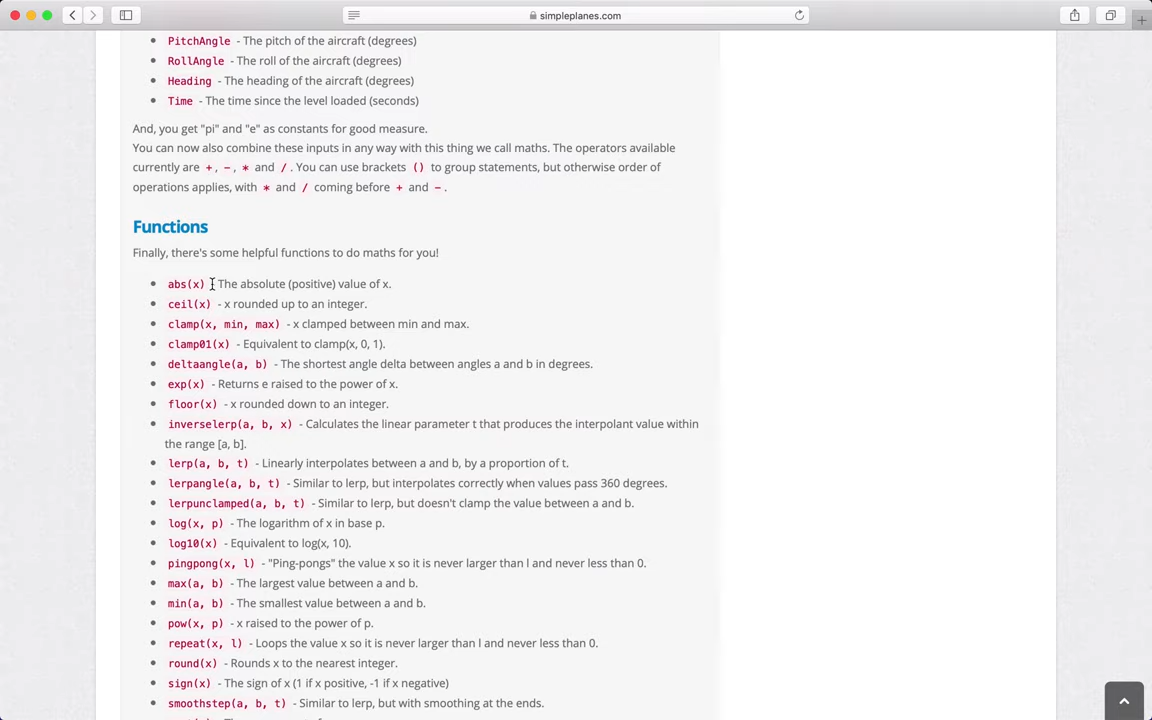 simpleplanes.com
PitchAngle - The pitch of the aircraft (degrees)
RollAngle - The roll of the aircraft (degrees)
Heading - The heading of the aircraft (degrees)
Time - The time since the level loaded (seconds)
And, you get "pi" and "e" as constants for good measure.
You can now also combine these inputs in any way with this thing we call maths. The operators available
currently are +, -, * and /. You can use brackets () to group statements, but otherwise order of
operations applies, with * and / coming before + and -.
Functions
Finally, there's some helpful functions to do maths for you!
abs(x) - The absolute (positive) value of x.
ceil(x) - x rounded up to an integer.
clamp(x, min, max) - x clamped between min and max.
clamp01(x) - Equivalent to clamp(x, 0, 1).
deltaangle(a, b) - The shortest angle delta between angles a and b in degrees.
exp(x) - Returns e raised to the power of x.
floor(x) - x rounded down to an integer.
inverselerp(a, b, x) - Calculates the linear parameter t that produces the interpolant value within
the range [a, b].
lerp(a, b, t) - Linearly interpolates between a and b, by a proportion of t.
lerpangle(a, b, t) - Similar to lerp, but interpolates correctly when values pass 360 degrees.
lerpunclamped(a, b, t) - Similar to lerp, but doesn't clamp the value between a and b.
log(x, p) - The logarithm of x in base p.
log10(x) - Equivalent to log(x, 10).
pingpong(x, l) - "Ping-pongs" the value x so it is never larger than l and never less than 0.
max(a, b) - The largest value between a and b.
min(a, b) - The smallest value between a and b.
pow(x, p) - x raised to the power of p.
repeat(x, l) - Loops the value x so it is never larger than l and never less than 0.
round(x) - Rounds x to the nearest integer.
sign(x) - The sign of x (1 if x positive, -1 if x negative)
smoothstep(a, b, t) - Similar to lerp, but with smoothing at the ends.